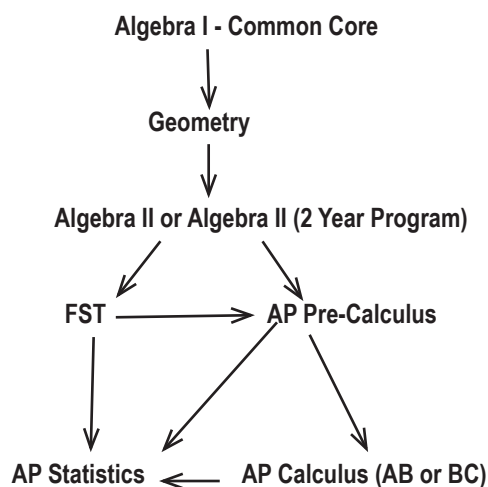 Algebra I - Common Core
Geometry
Algebra II or Algebra II (2 Year Program)
FST
AP Pre-Calculus
AP Statistics
AP Calculus (AB or BC)